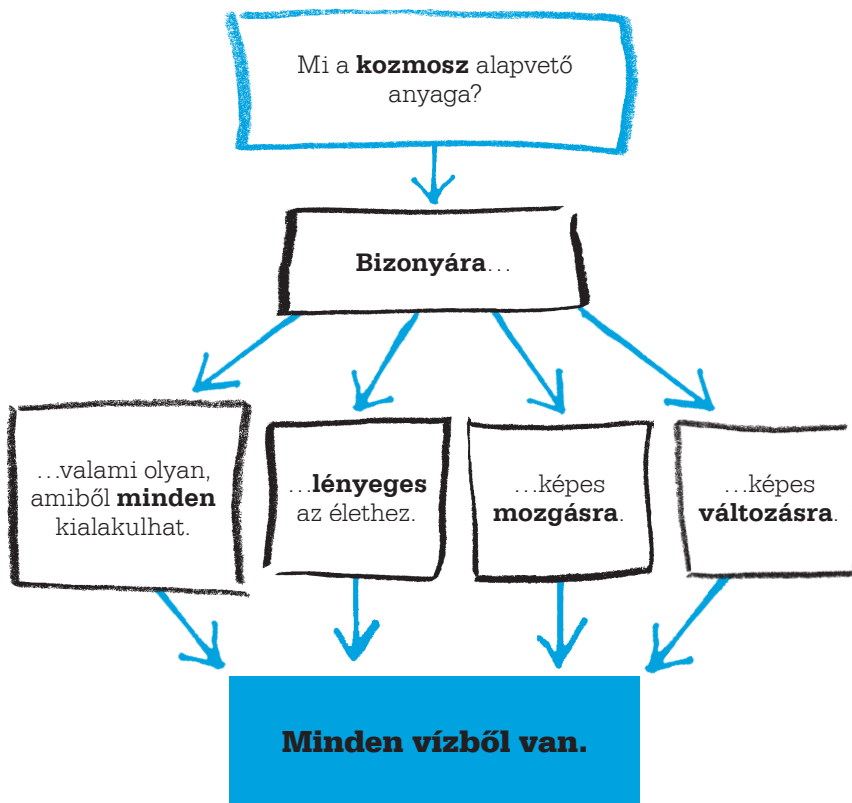 Mi a kozmosz alapvető
anyaga?
Bizonyára…
…valami olyan,
amiből minden
kialakulhat.
…lényeges
az élethez.
…képes
mozgásra.
…képes
változásra.
Minden vízből van.